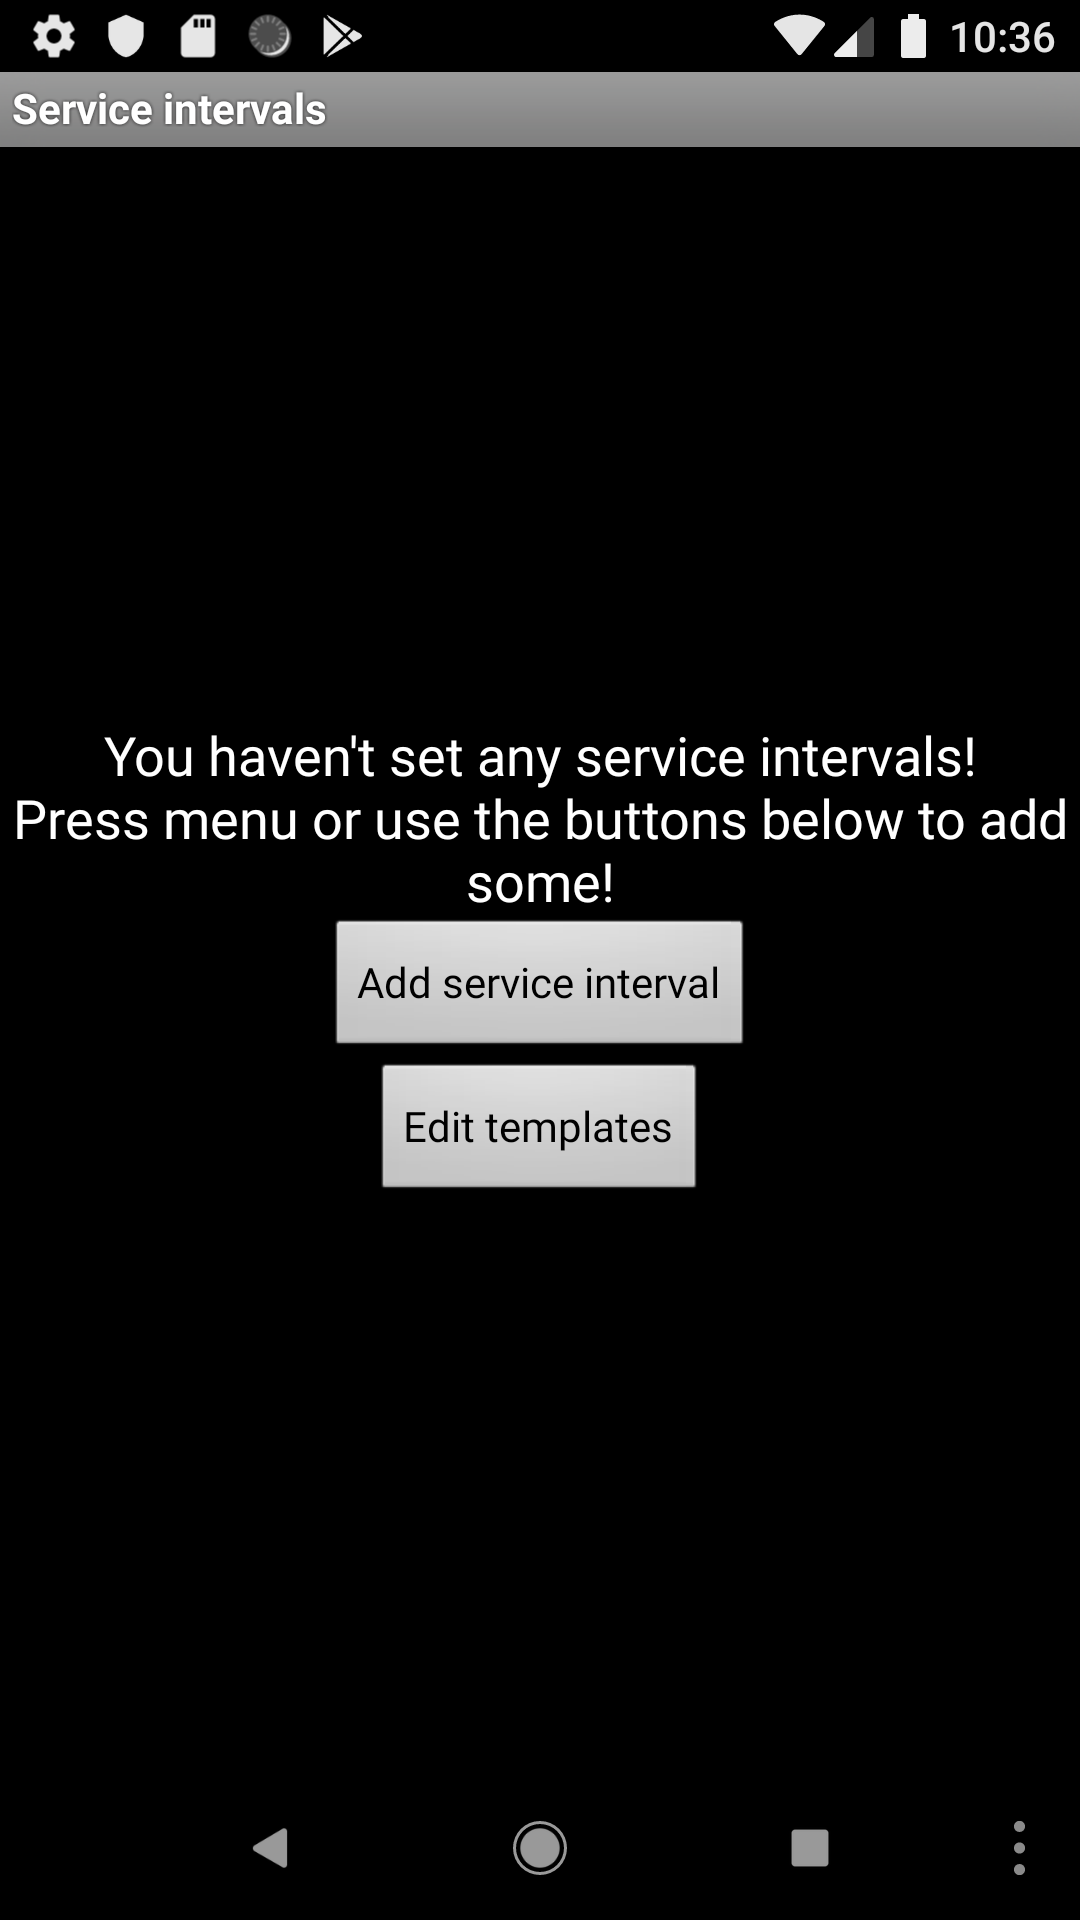 10:36
Service intervals
You haven't set any service intervals!
Press menu or use the buttons below to add
some!
Add service interval
Edit templates